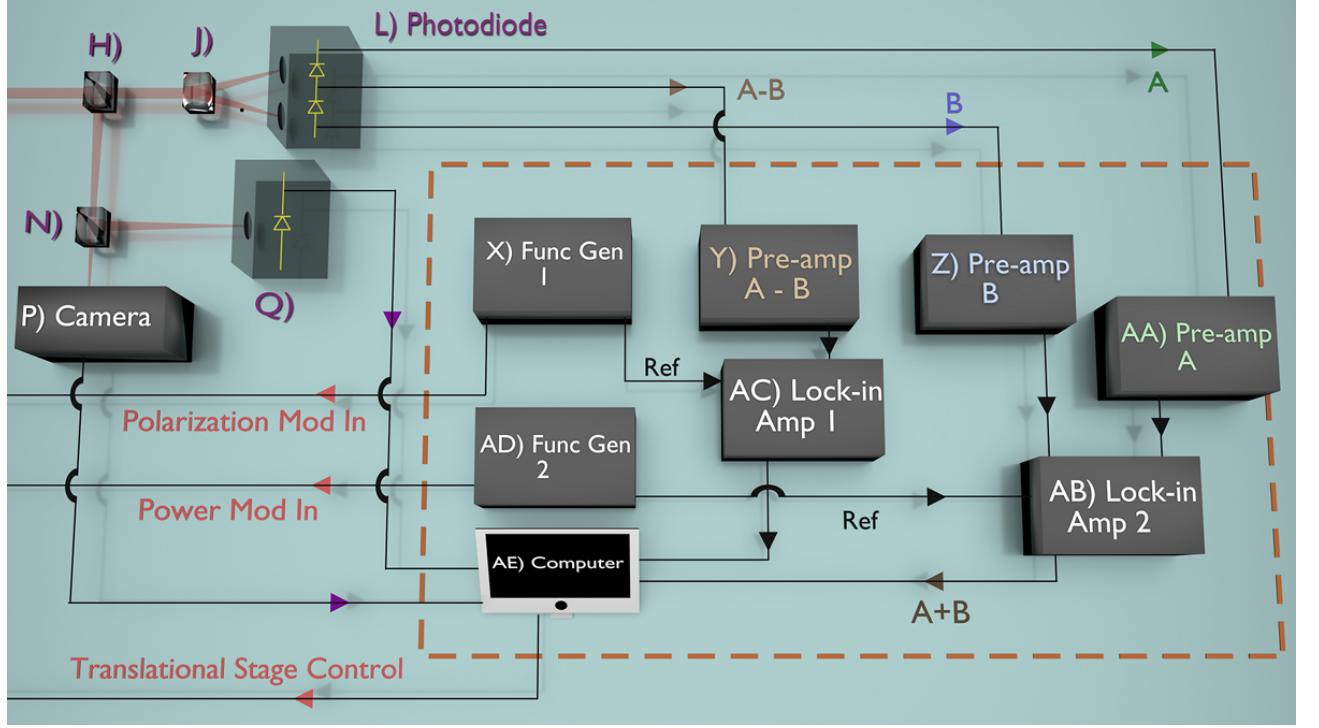 H)
J)
L) Photodiode
A
A-B
B
N)
Q)
X) Func Gen
1
Y) Pre-amp
A - B
Z) Pre-amp
B
P) Camera
AA) Pre-amp
A
Ref
AC) Lock-in
Amp 1
Polarization Mod In
AD) Func Gen
2
AB) Lock-in
Amp 2
Power Mod In
Ref
AE) Computer
A+B
Translational Stage Control